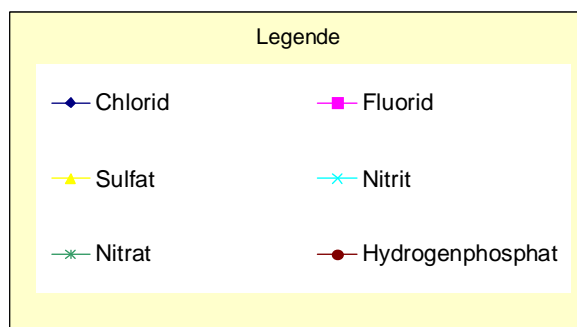 Legende
Chlorid Fluorid
Sulfat Nitrit
Nitrat Hydrogenphosphat